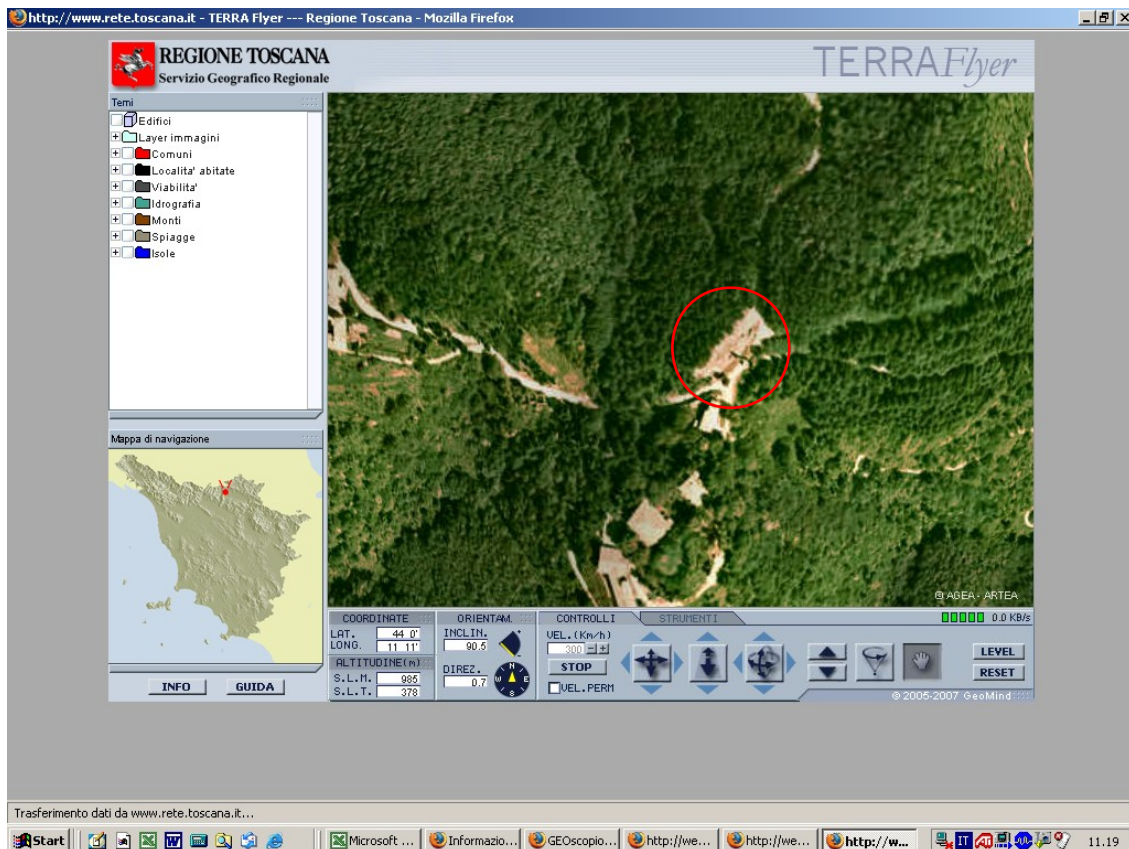 http://www.rete.toscana.it - TERRA Flyer --- Regione Toscana - Mozilla Firefox
REGIONE TOSCANA
Servizio Geografico Regionale
TERRAFlyer
Temi
Edifici
Layer immagini
Comuni
Localita' abitate
Viabilita'
Idrografia
Monti
Spiagge
Isole
Mappa di navigazione
INFO GUIDA
@ AGEA - ARTEA
COORDINATE
LAT. 44 0'
LONG. 11 11'
ALTITUDINE(m)
S.L.M. 985
S.L.T. 378
ORIENTAM.
INCLIN.
90.5
DIREZ.
0.7
N
W E
S
CONTROLLI STRUMENTI
VEL.(Km/h)
300
STOP
VEL.PERM
0.0 KB/s
LEVEL
RESET
© 2005-2007 GeoMind
Trasferimento dati da www.rete.toscana.it...
Start Microsoft ... Informazio... GEOscopio... http://we... http://we... http://w... IT 11.19